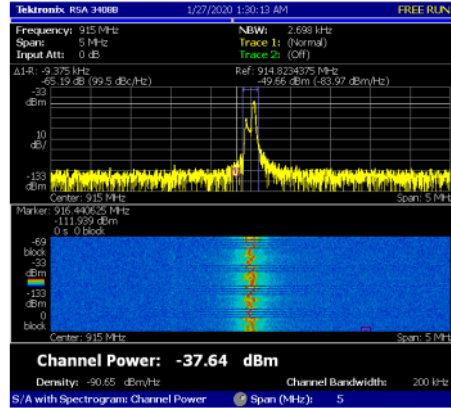 Tektronix RSA 3408B 1/27/2020 1:30:13 AM FREE RUN
Frequency: 915 MHz NBW: 2.698 kHz
Span: 5 MHz Trace 1: (Normal)
Input Att: 0 dB Trace 2: (Off)
Δ1-R: -9.375 kHz Ref: 914.8234375 MHz
-65.19 dB (99.5 dBc/Hz) -49.66 dBm (-83.97 dBm/Hz)
-33
dBm
10
dB/
-133
dBm
Center: 915 MHz Span: 5 MHz
Marker: 916.440625 MHz
-111.939 dBm
0 s 0 block
-69
block
-33
dBm
-133
dBm
0
block
Center: 915 MHz Span: 5 MHz
Channel Power: -37.64 dBm
Density: -90.65 dBm/Hz Channel Bandwidth: 200 kHz
S/A with Spectrogram: Channel Power Span (MHz): 5